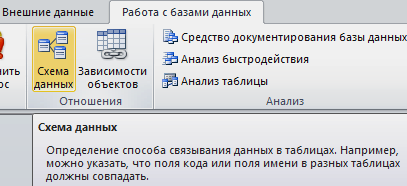 Внешние данные
Работа с базами данных
Схема данных
Зависимости объектов
Средство документирования базы данных
Анализ быстродействия
Анализ таблицы
Отношения
Анализ
Схема данных
Определение способа связывания данных в таблицах. Например,
можно указать, что поля кода или поля имени в разных таблицах
должны совпадать.